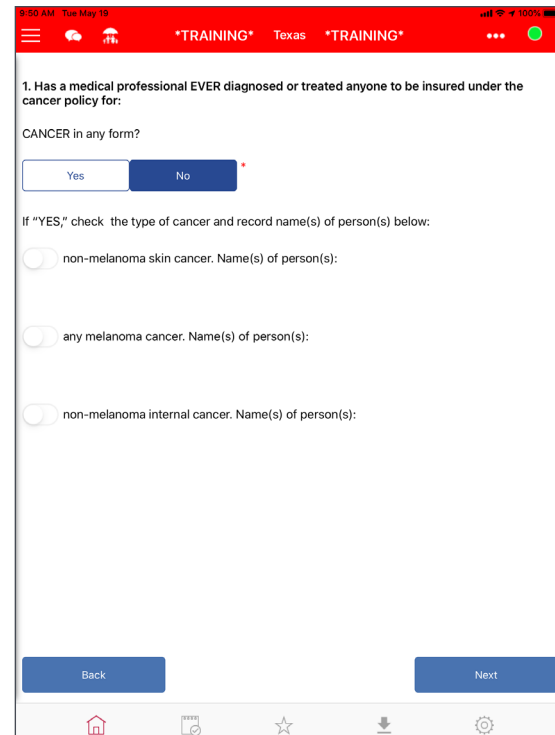 9:50 AM Tue May 19 100%
*TRAINING* Texas *TRAINING*
1. Has a medical professional EVER diagnosed or treated anyone to be insured under the
cancer policy for:
CANCER in any form?
Yes No *
If “YES,” check the type of cancer and record name(s) of person(s) below:
non-melanoma skin cancer. Name(s) of person(s):
any melanoma cancer. Name(s) of person(s):
non-melanoma internal cancer. Name(s) of person(s):
Back Next